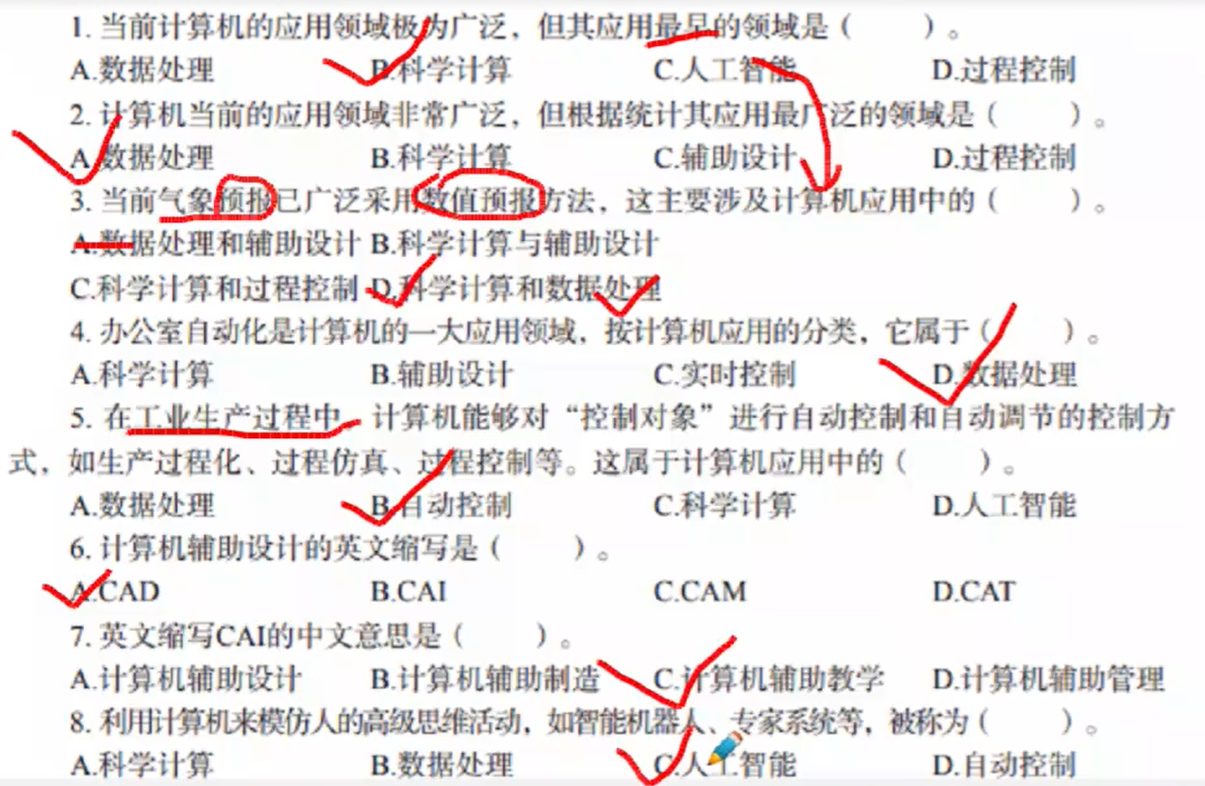 1. 当前计算机的应用领域极为广泛，但其应用最早的领域是（　　）。
A.数据处理 B.科学计算 C.人工智能 D.过程控制
2. 计算机当前的应用领域非常广泛，但根据统计其应用最广泛的领域是（　　）。
A.数据处理 B.科学计算 C.辅助设计 D.过程控制
3. 当前气象预报已广泛采用数值预报方法，这主要涉及计算机应用中的（　　）。
A.数据处理和辅助设计 B.科学计算与辅助设计
C.科学计算和过程控制 D.科学计算和数据处理
4. 办公室自动化是计算机的一大应用领域，按计算机应用的分类，它属于（　　）。
A.科学计算 B.辅助设计 C.实时控制 D.数据处理
5. 在工业生产过程中，计算机能够对“控制对象”进行自动控制和自动调节的控制方
式，如生产过程化、过程仿真、过程控制等。这属于计算机应用中的（　　）。
A.数据处理 B.自动控制 C.科学计算 D.人工智能
6. 计算机辅助设计的英文缩写是（　　）。
A.CAD B.CAI C.CAM D.CAT
7. 英文缩写CAI的中文意思是（　　）。
A.计算机辅助设计 B.计算机辅助制造 C.计算机辅助教学 D.计算机辅助管理
8. 利用计算机来模仿人的高级思维活动，如智能机器人、专家系统等，被称为（　　）。
A.科学计算 B.数据处理 C.人工智能 D.自动控制